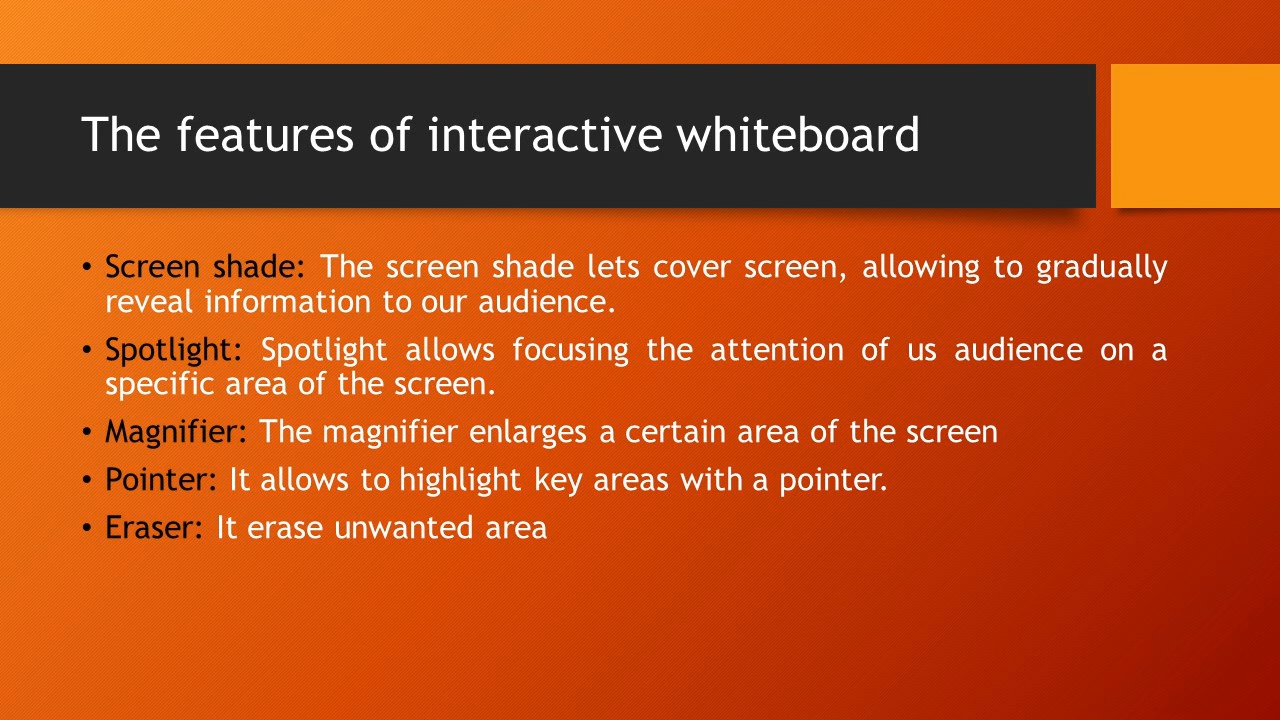 The features of interactive whiteboard
• Screen shade: The screen shade lets cover screen, allowing to gradually
reveal information to our audience.
• Spotlight: Spotlight allows focusing the attention of us audience on a
specific area of the screen.
• Magnifier: The magnifier enlarges a certain area of the screen
• Pointer: It allows to highlight key areas with a pointer.
• Eraser: It erase unwanted area